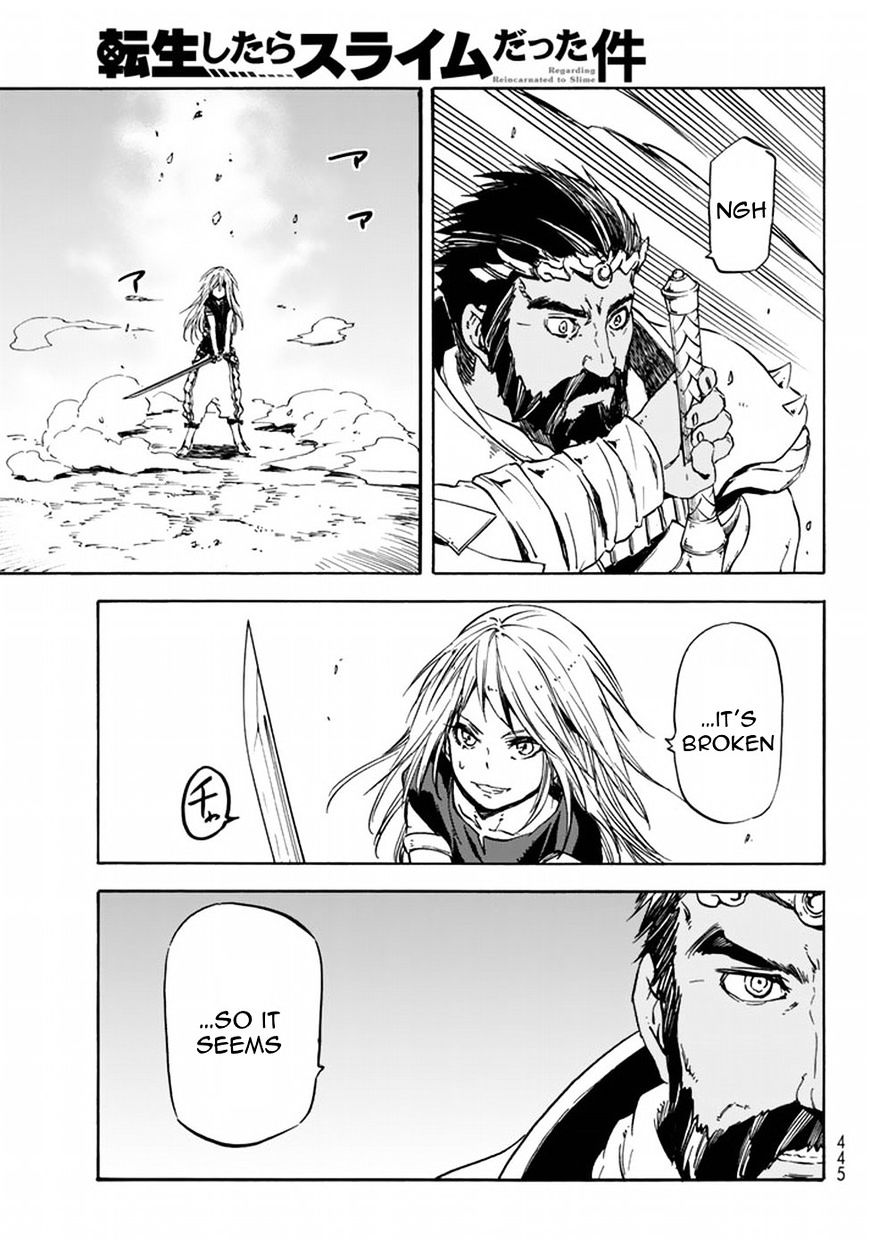 転生したらスライムだった件
Regarding
Reincarnated to Slime
NGH
ア
ア
ア
...IT'S
BROKEN
チャ
...SO IT
SEEMS
445